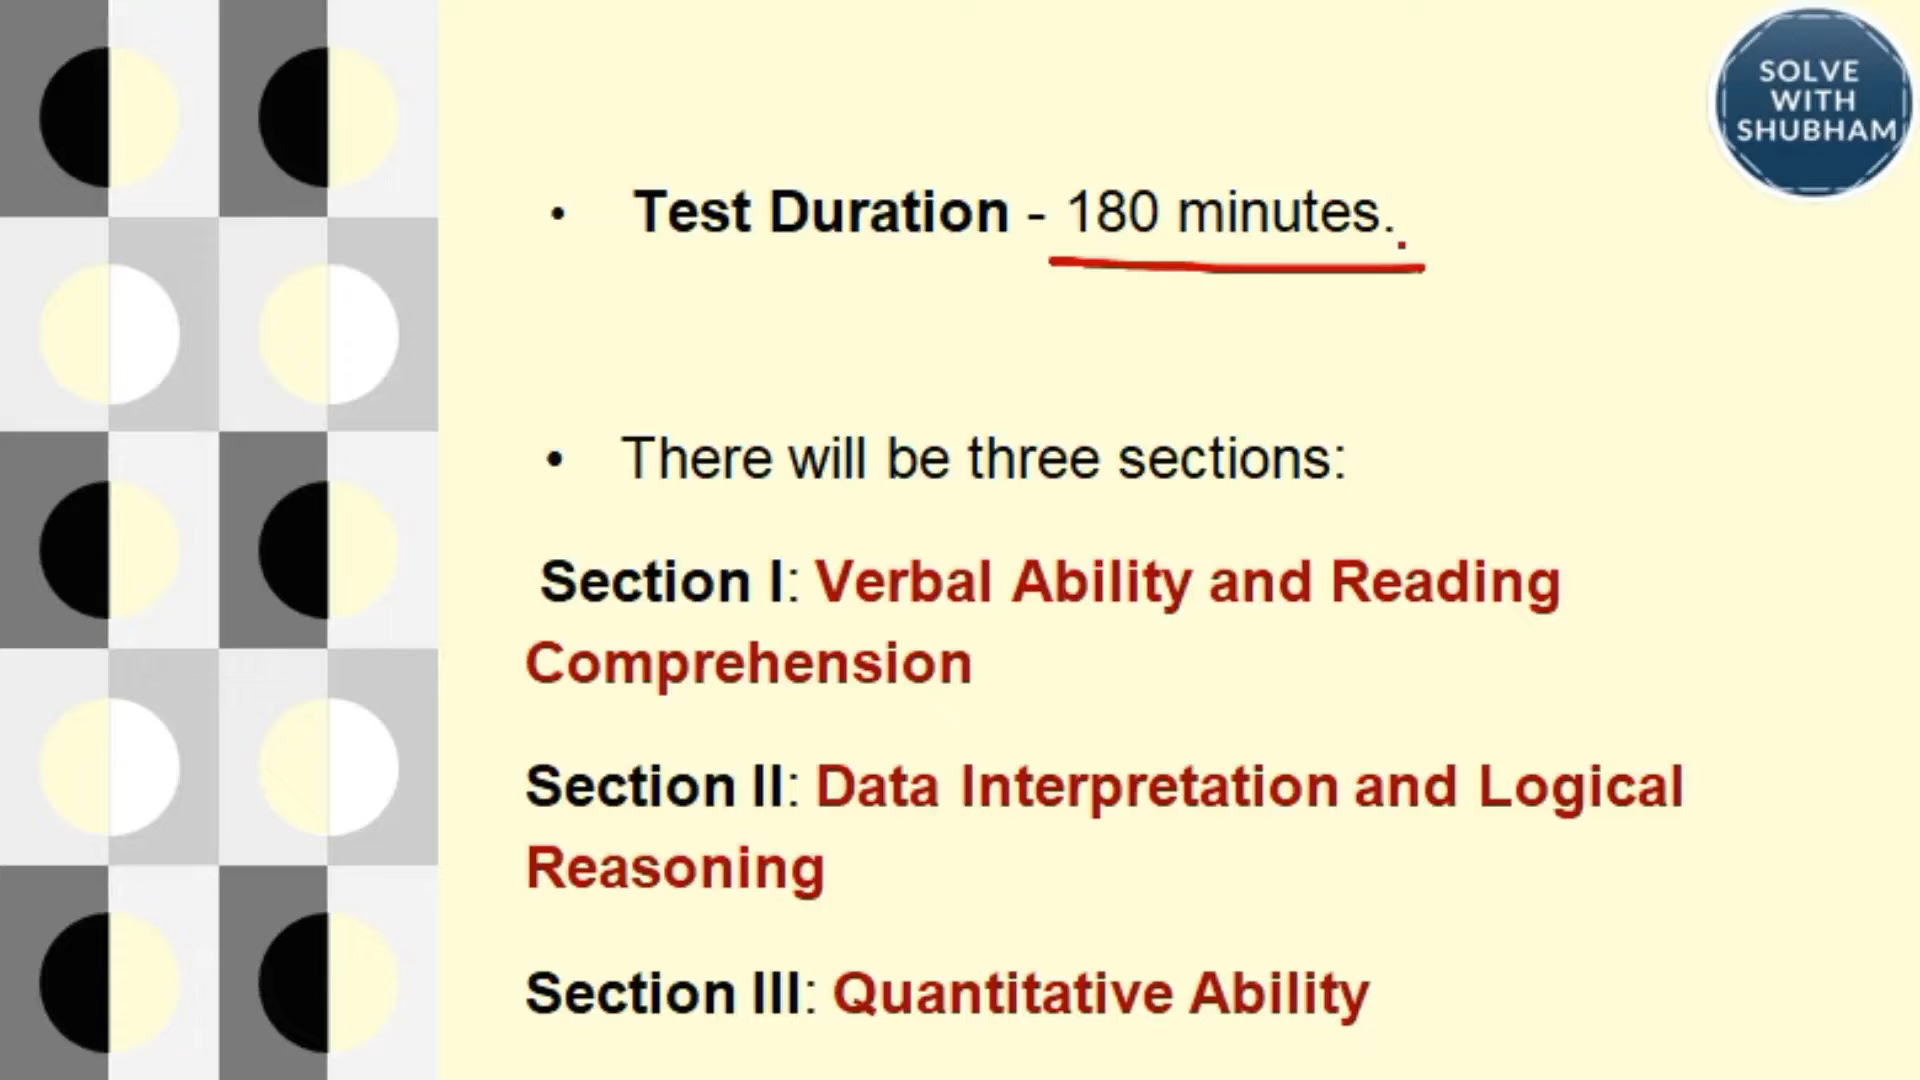 SOLVE
WITH
SHUBHAM
• Test Duration - 180 minutes.
• There will be three sections:
Section I: Verbal Ability and Reading
Comprehension
Section II: Data Interpretation and Logical
Reasoning
Section III: Quantitative Ability